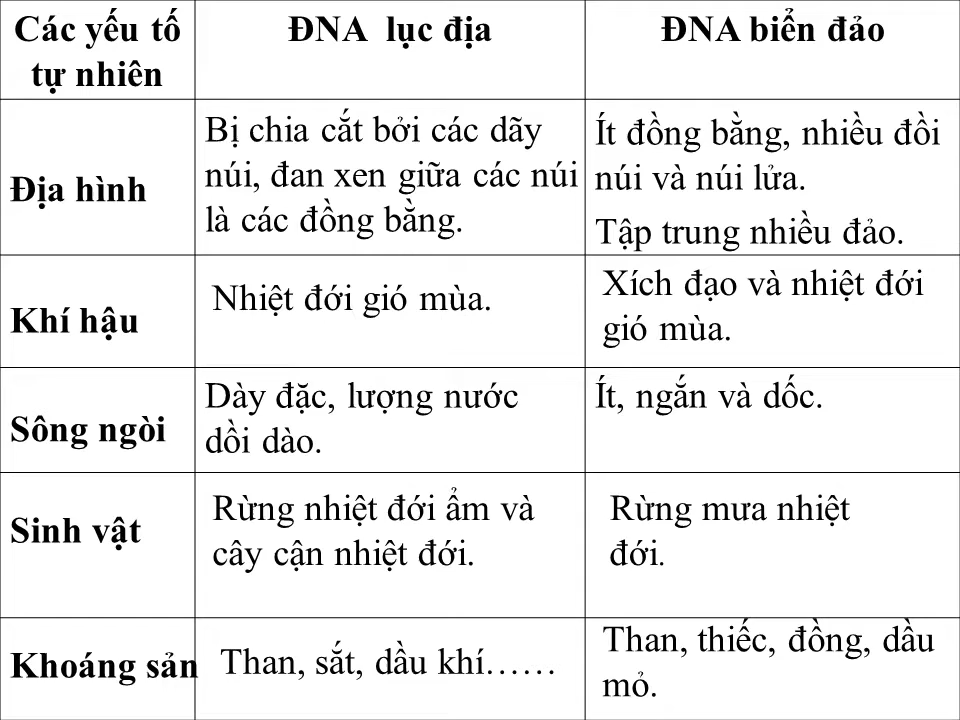 Các yếu tố
tự nhiên
ĐNA lục địa
ĐNA biển đảo
Địa hình
Bị chia cắt bởi các dãy
núi, đan xen giữa các núi
là các đồng bằng.
Ít đồng bằng, nhiều đồi
núi và núi lửa.
Tập trung nhiều đảo.
Khí hậu
Nhiệt đới gió mùa.
Xích đạo và nhiệt đới
gió mùa.
Sông ngòi
Dày đặc, lượng nước
dồi dào.
Ít, ngắn và dốc.
Sinh vật
Rừng nhiệt đới ẩm và
cây cận nhiệt đới.
Rừng mưa nhiệt
đới.
Khoáng sản
Than, sắt, dầu khí……
Than, thiếc, đồng, dầu
mỏ.